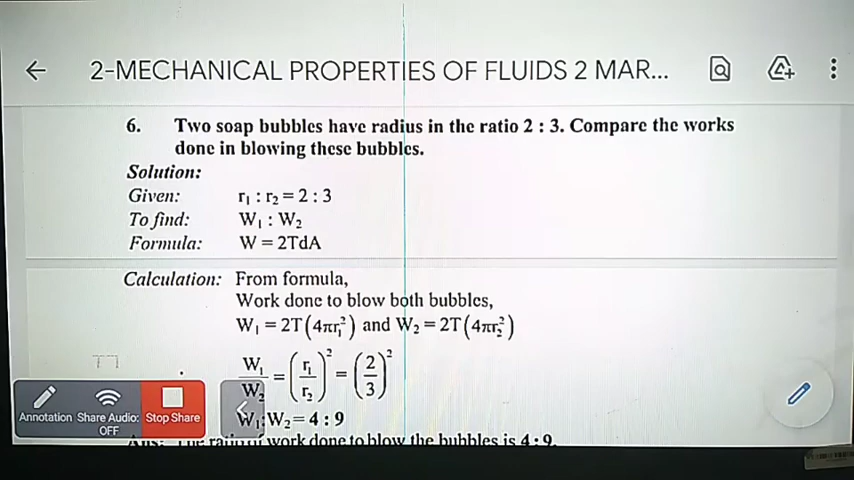 2-MECHANICAL PROPERTIES OF FLUIDS 2 MAR...
6. Two soap bubbles have radius in the ratio 2 : 3. Compare the works
done in blowing these bubbles.
Solution:
Given: r₁ : r₂ = 2 : 3
To find: W₁ : W₂
Formula: W = 2TdA
Calculation: From formula,
Work done to blow both bubbles,
W₁ = 2T(4πr₁²) and W₂ = 2T(4πr₂²)
W₁/W₂ = (r₁/r₂)² = (2/3)²
W₁:W₂ = 4 : 9
Ans: The ratio of work done to blow the bubbles is 4 : 9.
Annotation Share Audio: OFF Stop Share